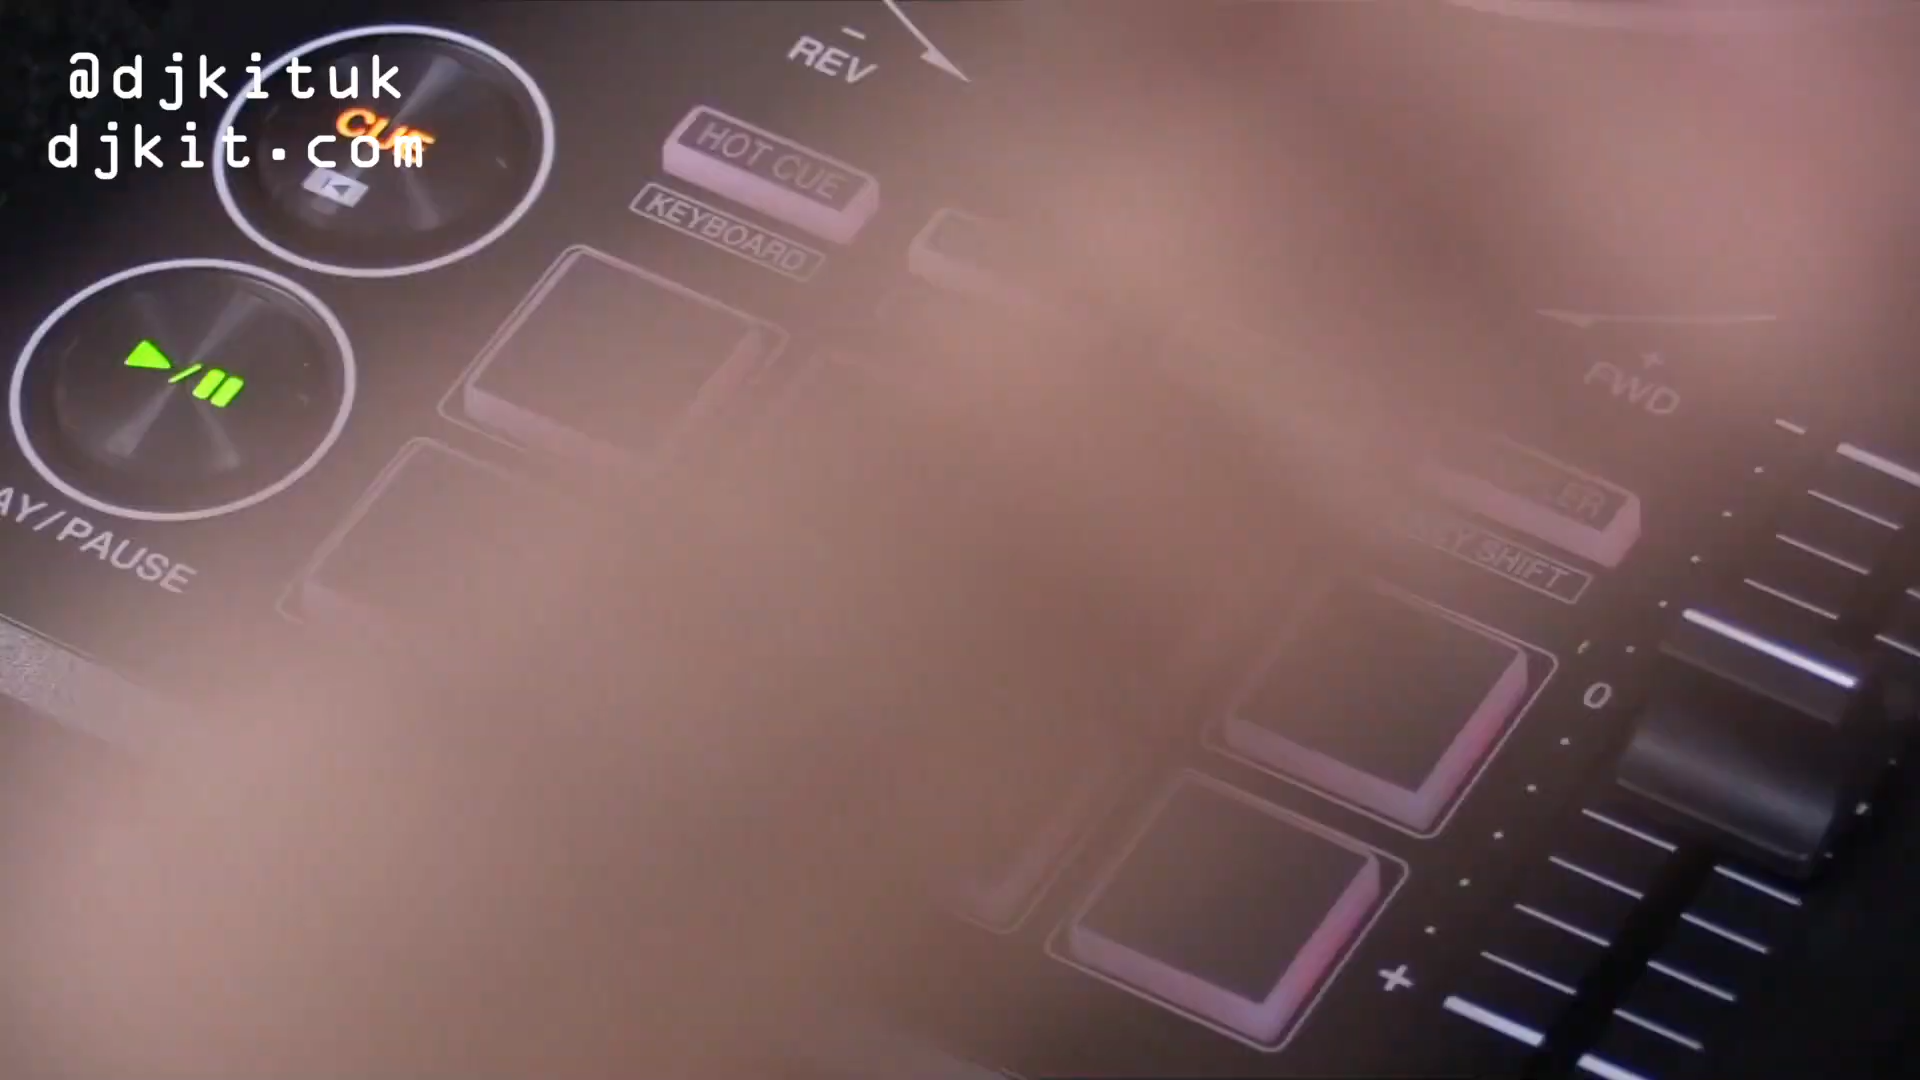 @djkituk
djkit.com
CUE
−
REV
HOT CUE
KEYBOARD
+
FWD
SHIFT
AY/PAUSE
0
+